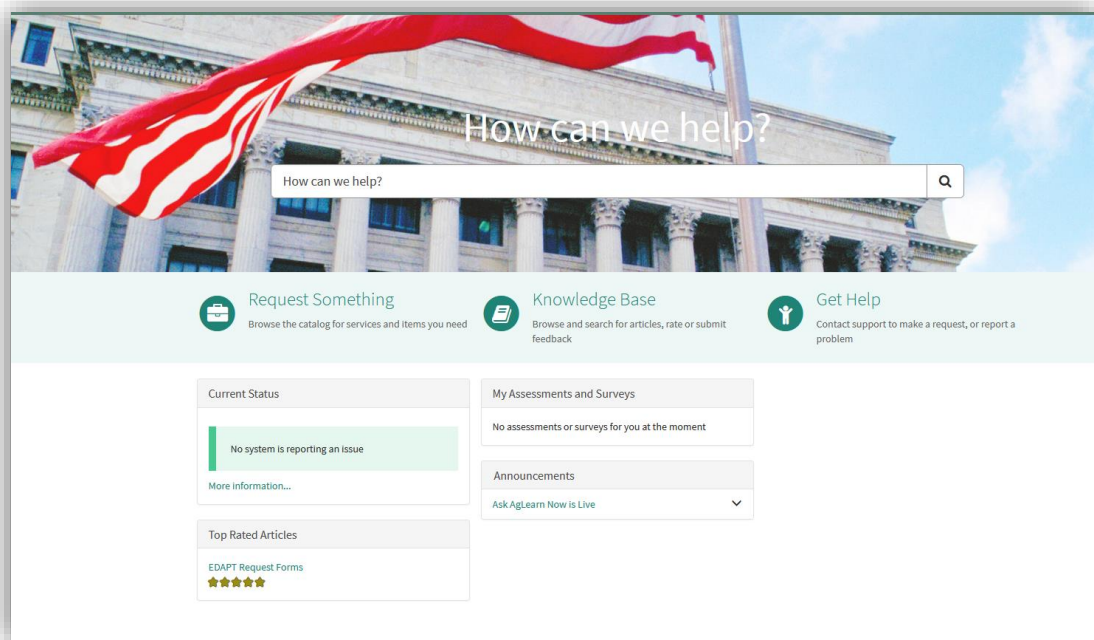 How can we help?
How can we help?
Request Something
Browse the catalog for services and items you need
Knowledge Base
Browse and search for articles, rate or submit
feedback
Get Help
Contact support to make a request, or report a
problem
Current Status
No system is reporting an issue
More information...
Top Rated Articles
EDAPT Request Forms
My Assessments and Surveys
No assessments or surveys for you at the moment
Announcements
Ask AgLearn Now is Live